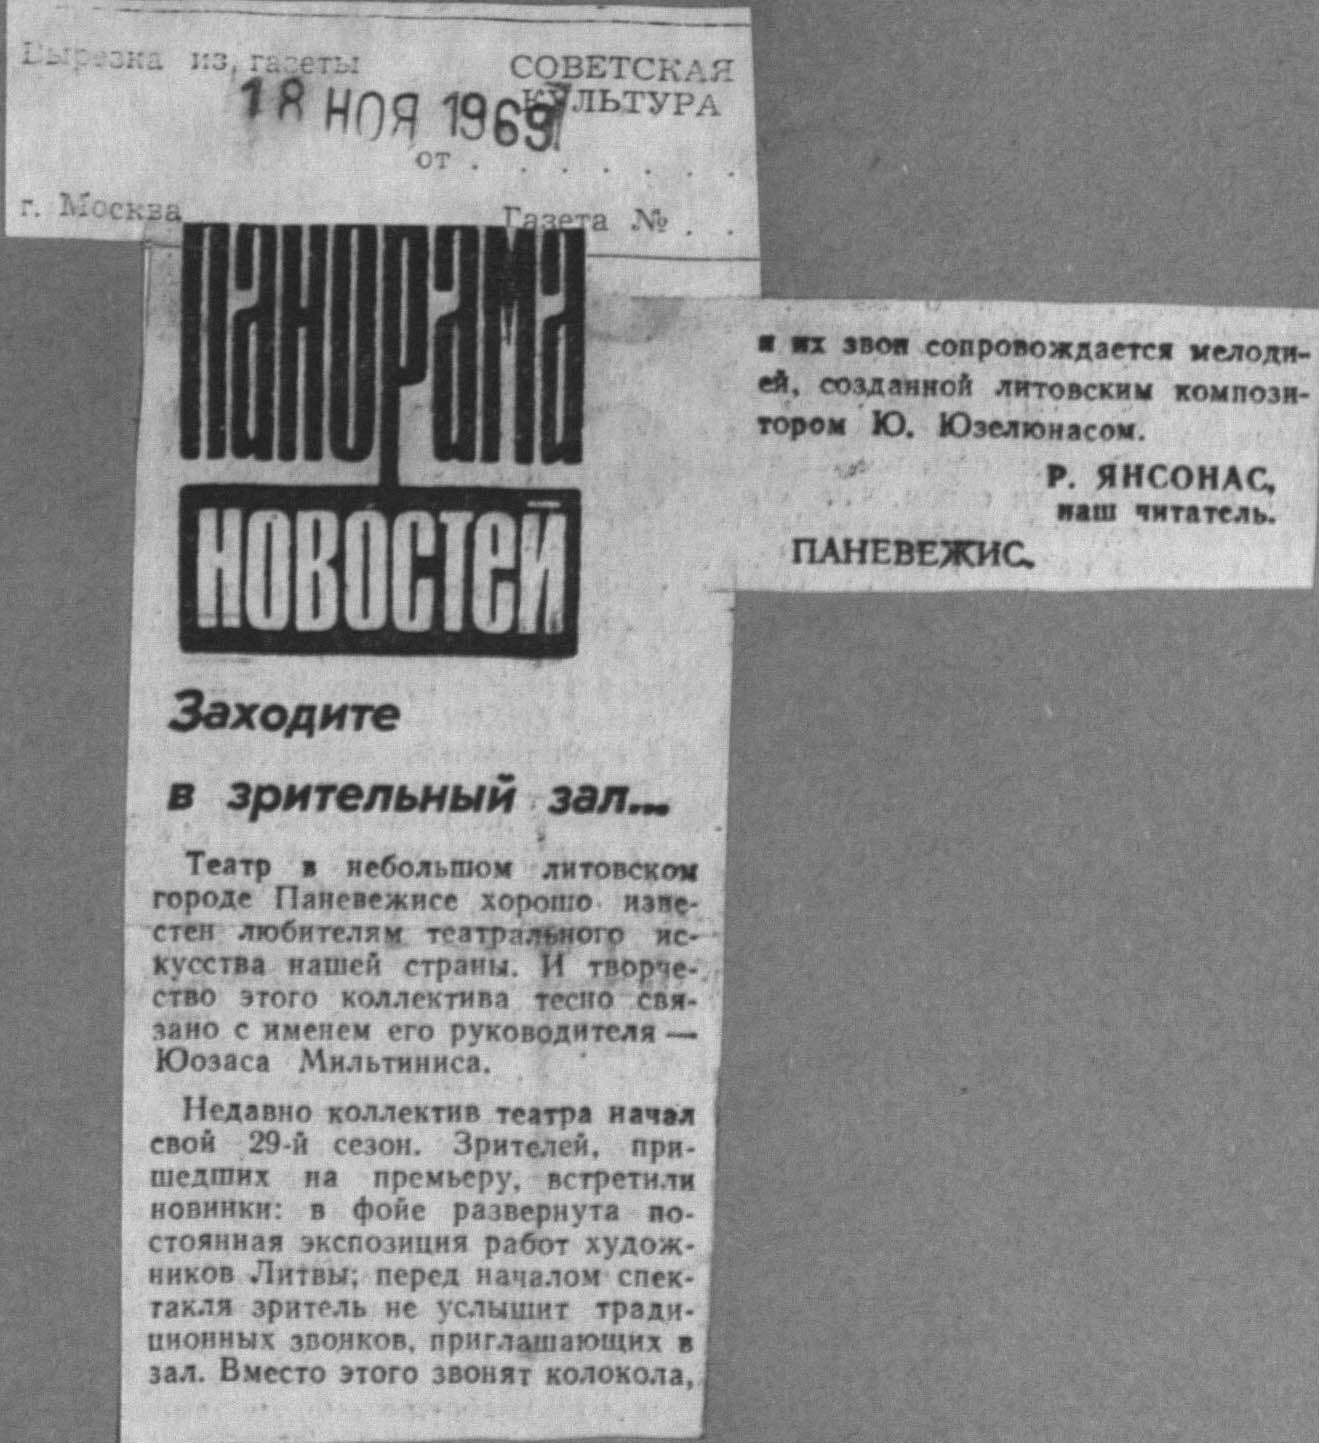 Вырезка из газеты
СОВЕТСКАЯ
КУЛЬТУРА
18 НОЯ 1969
от . . . . . . .
г. Москва
Газета № . .
ПАНОРАМА
НОВОСТЕЙ
Заходите
в зрительный зал...
Театр в небольшом литовском
городе Паневежисе хорошо изве-
стен любителям театрального ис-
кусства нашей страны. И творче-
ство этого коллектива тесно свя-
зано с именем его руководителя —
Юозаса Мильтиниса.
Недавно коллектив театра начал
свой 29-й сезон. Зрителей, при-
шедших на премьеру, встретили
новинки: в фойе развернута по-
стоянная экспозиция работ худож-
ников Литвы; перед началом спек-
такля зритель не услышит тради-
ционных звонков, приглашающих в
зал. Вместо этого звонят колокола,
и их звон сопровождается мелоди-
ей, созданной литовским компози-
тором Ю. Юзелюнасом.
Р. ЯНСОНАС,
наш читатель.
ПАНЕВЕЖИС.